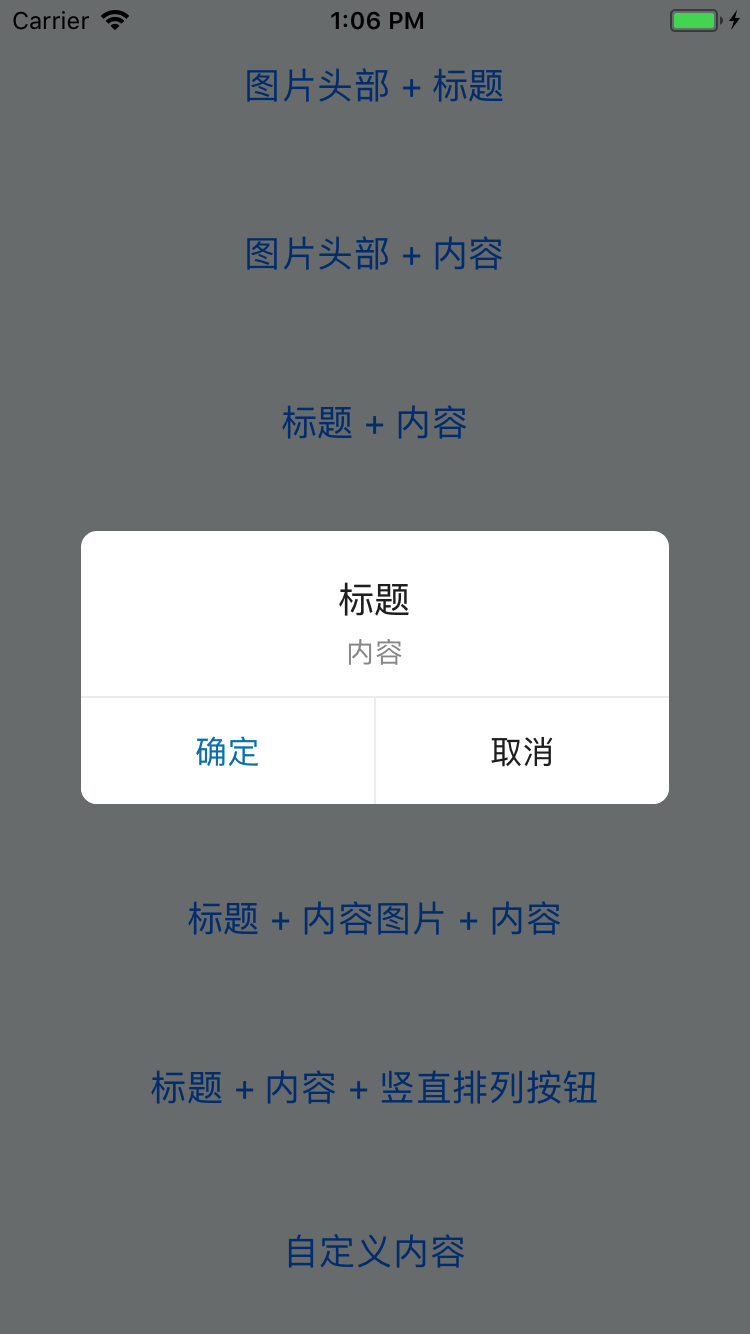 Carrier 1:06 PM
图片头部 + 标题
图片头部 + 内容
标题 + 内容
标题
内容
确定 取消
标题 + 内容图片 + 内容
标题 + 内容 + 竖直排列按钮
自定义内容